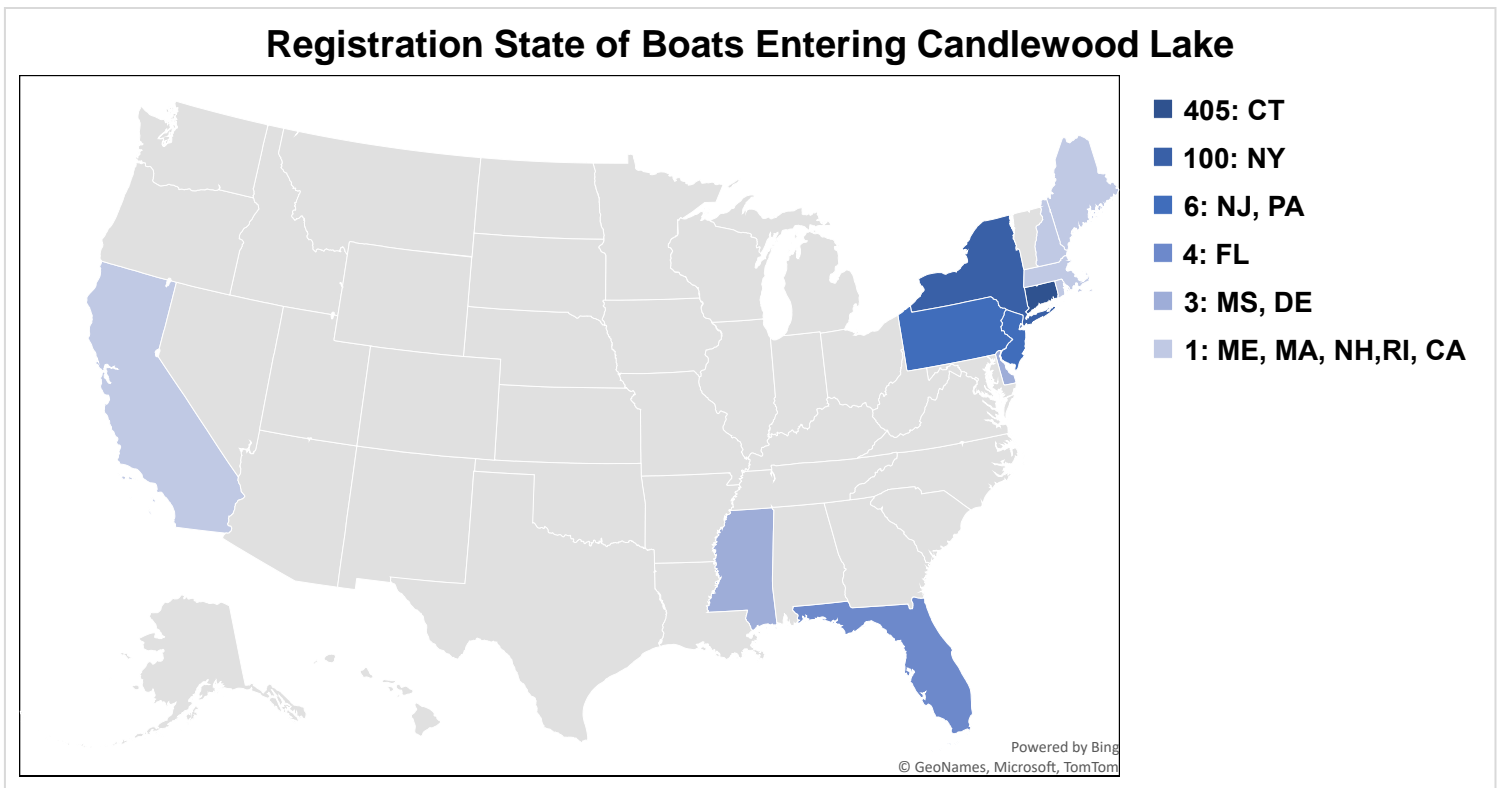 Registration State of Boats Entering Candlewood Lake
405: CT
100: NY
6: NJ, PA
4: FL
3: MS, DE
1: ME, MA, NH,RI, CA
Powered by Bing
© GeoNames, Microsoft, TomTom